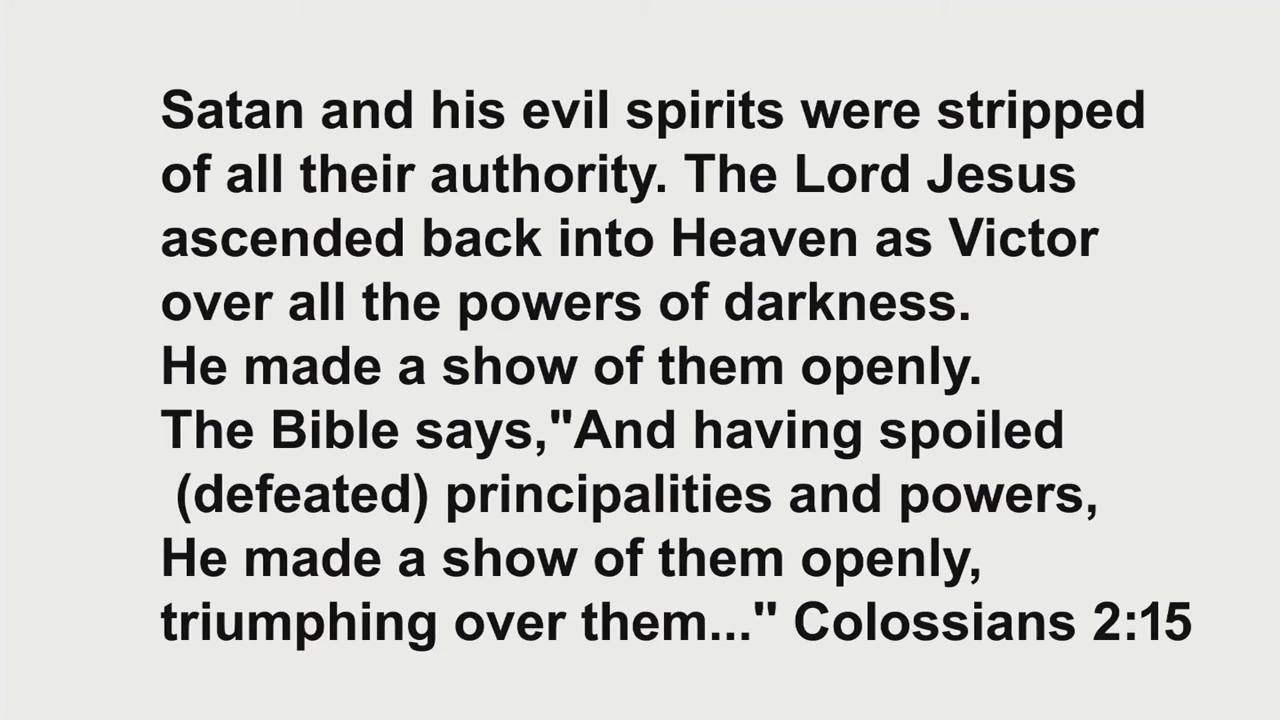 Satan and his evil spirits were stripped
of all their authority. The Lord Jesus
ascended back into Heaven as Victor
over all the powers of darkness.
He made a show of them openly.
The Bible says,"And having spoiled
(defeated) principalities and powers,
He made a show of them openly,
triumphing over them..." Colossians 2:15